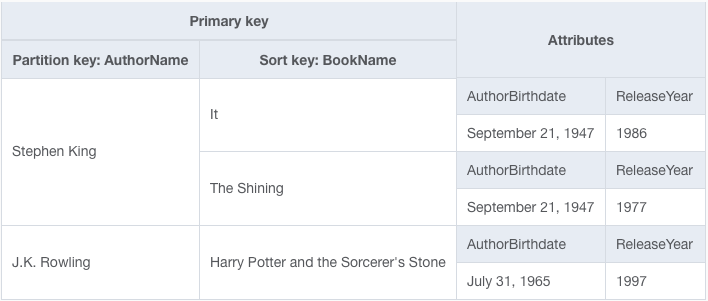 Primary key
Attributes
Partition key: AuthorName
Sort key: BookName
Stephen King
It
AuthorBirthdate
ReleaseYear
September 21, 1947
1986
The Shining
AuthorBirthdate
ReleaseYear
September 21, 1947
1977
J.K. Rowling
Harry Potter and the Sorcerer's Stone
AuthorBirthdate
ReleaseYear
July 31, 1965
1997